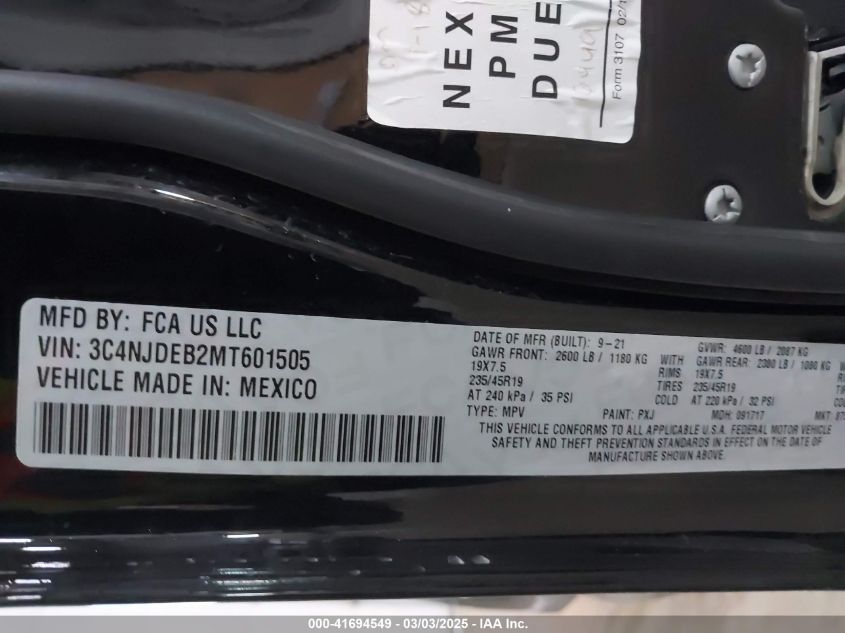 NEX
PM
DUE
Form 3107 02/1
MFD BY: FCA US LLC
VIN: 3C4NJDEB2MT601505
VEHICLE MADE IN: MEXICO
DATE OF MFR (BUILT): 9-21 GVWR: 4600 LB / 2087 KG
GAWR FRONT: 2600 LB / 1180 KG WITH GAWR REAR: 2380 LB / 1080 KG
19X7.5 RIMS 19X7.5
235/45R19 TIRES 235/45R19
AT 240 kPa / 35 PSI COLD AT 220 kPa / 32 PSI
TYPE: MPV PAINT: PXJ MDH: 091717 MKT:
THIS VEHICLE CONFORMS TO ALL APPLICABLE U.S.A. FEDERAL MOTOR VEHICLE
SAFETY AND THEFT PREVENTION STANDARDS IN EFFECT ON THE DATE OF
MANUFACTURE SHOWN ABOVE.
000-41694549 — 03/03/2025 — IAA Inc.